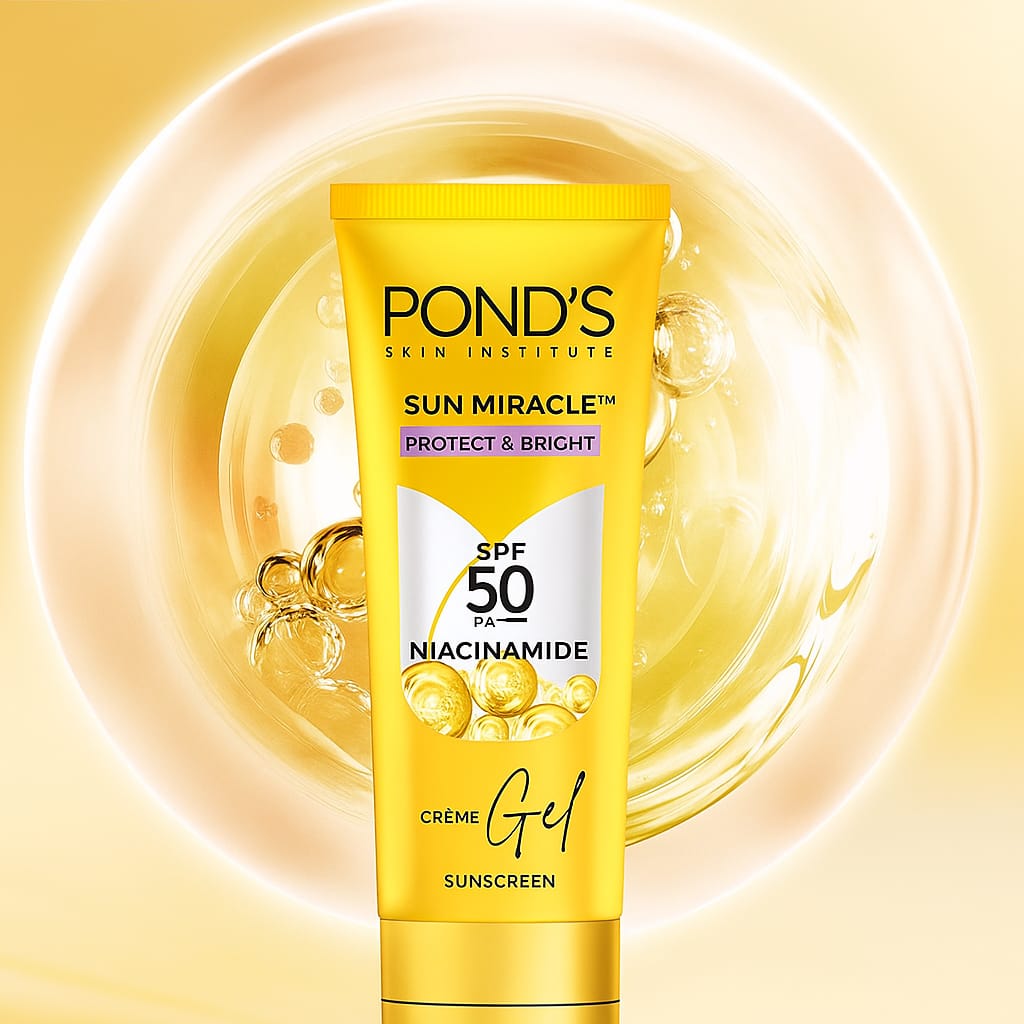 POND'S
SKIN INSTITUTE
SUN MIRACLE™
PROTECT & BRIGHT
SPF
50
PA
NIACINAMIDE
CRÈME Gel
SUNSCREEN